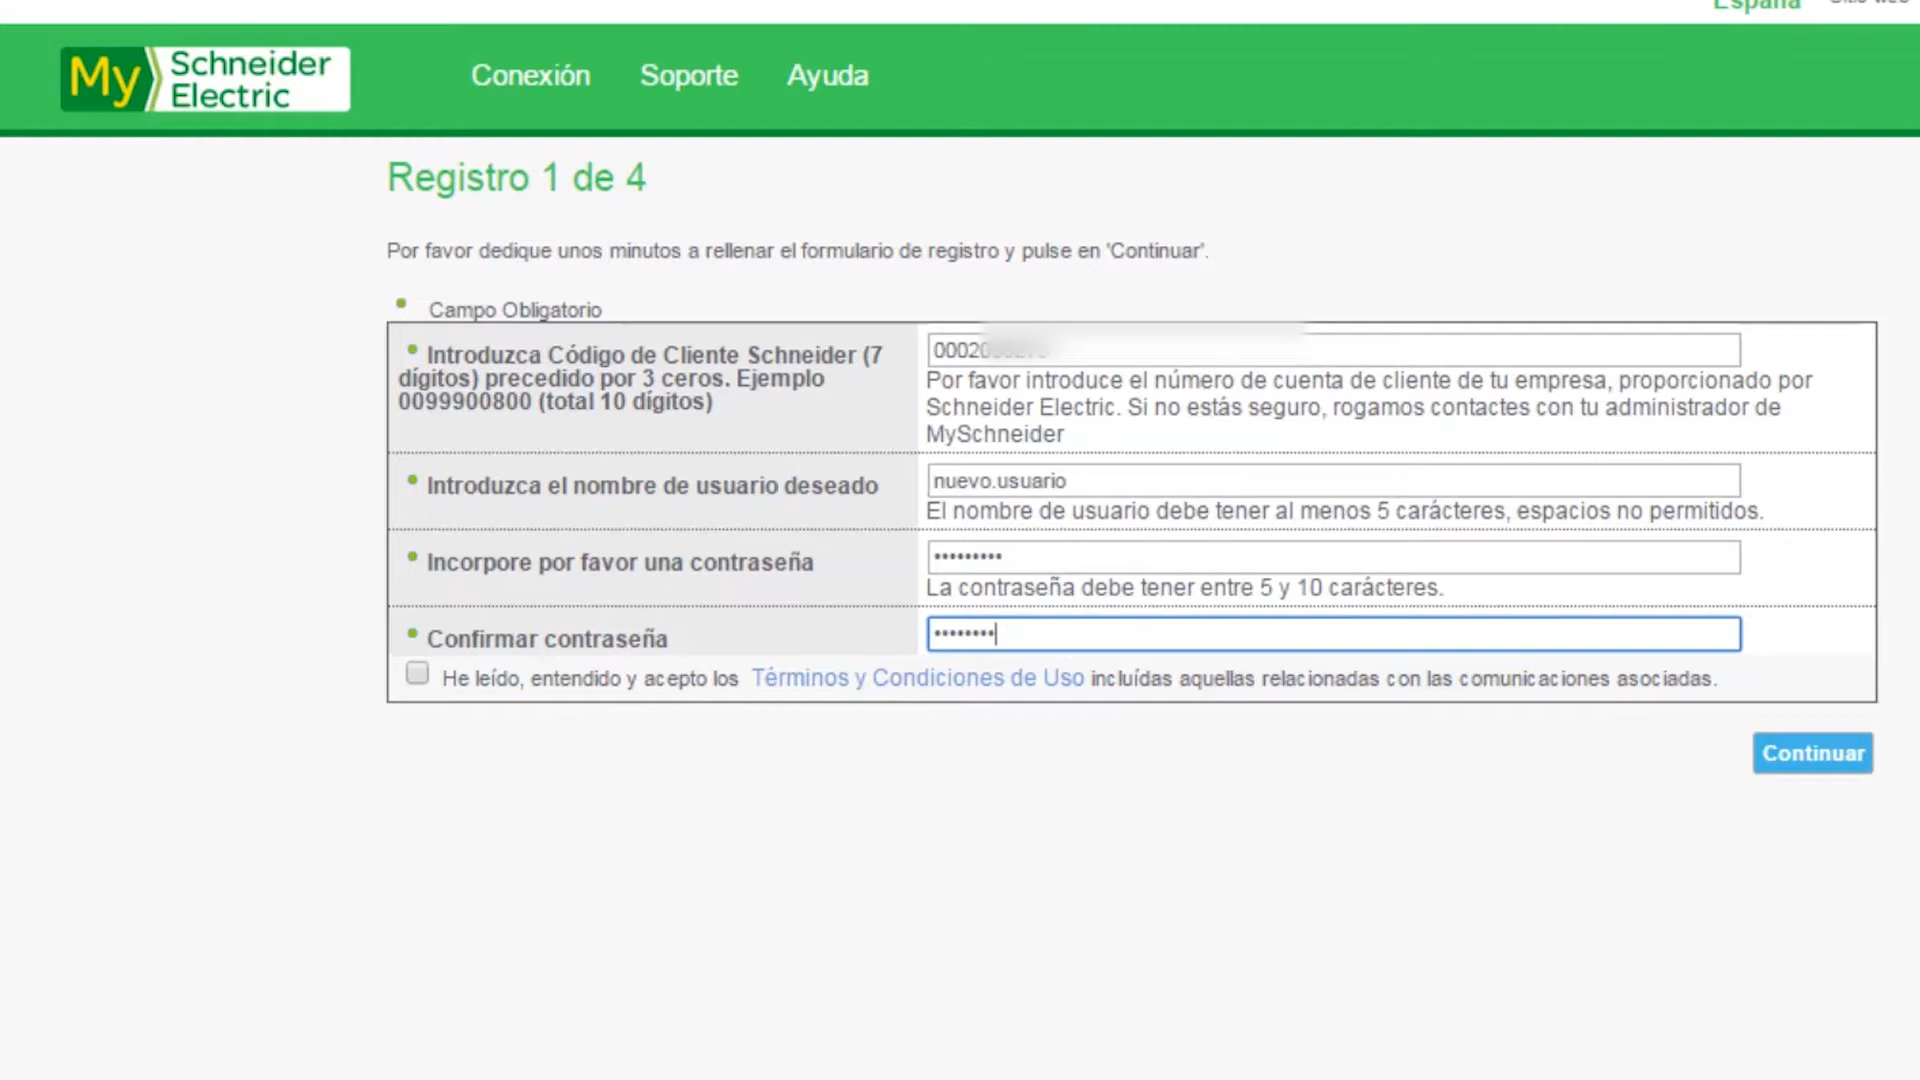 España
My Schneider
Electric
Conexión Soporte Ayuda
Registro 1 de 4
Por favor dedique unos minutos a rellenar el formulario de registro y pulse en 'Continuar'.
Campo Obligatorio
Introduzca Código de Cliente Schneider (7
dígitos) precedido por 3 ceros. Ejemplo
0099900800 (total 10 dígitos)
Por favor introduce el número de cuenta de cliente de tu empresa, proporcionado por
Schneider Electric. Si no estás seguro, rogamos contactes con tu administrador de
MySchneider
Introduzca el nombre de usuario deseado
nuevo.usuario
El nombre de usuario debe tener al menos 5 carácteres, espacios no permitidos.
Incorpore por favor una contraseña
•••••••••
La contraseña debe tener entre 5 y 10 carácteres.
Confirmar contraseña
••••••••
He leído, entendido y acepto los Términos y Condiciones de Uso incluídas aquellas relacionadas con las comunicaciones asociadas.
Continuar